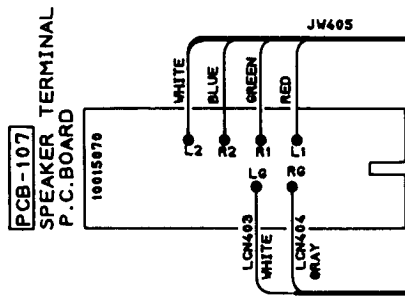 JW405
WHITE
BLUE
GREEN
RED
PCB-107
SPEAKER TERMINAL
P.C.BOARD
10015870
L2
R2
R1
L1
LG
RG
LCN403
WHITE
LCN404
GRAY